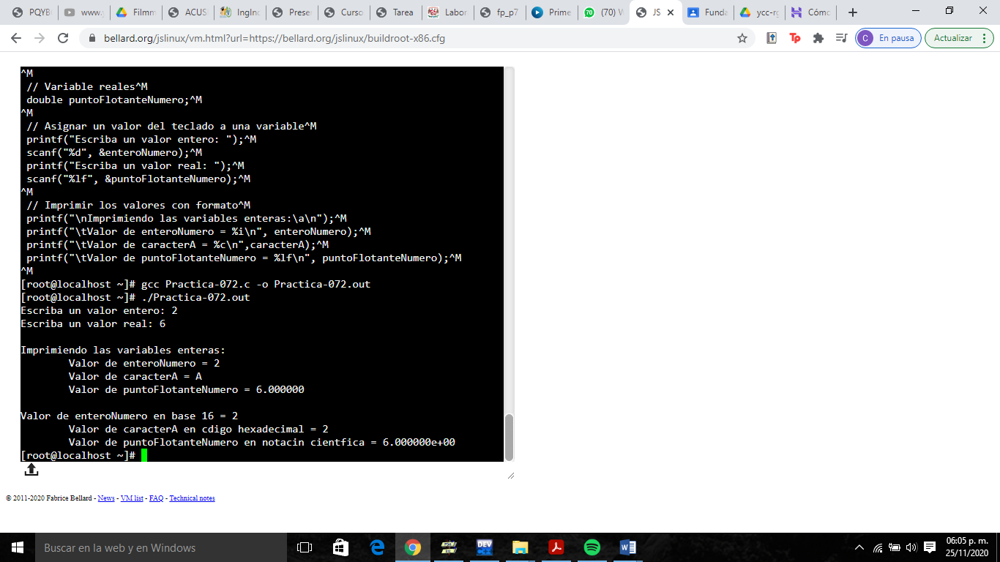 PQYB
www.
Filmm
ACUS
IngInc
Preser
Curso
Tarea
Labor
fp_p7
Prime
(70) W
JS
Funda
ycc-rg
Cómo
bellard.org/jslinux/vm.html?url=https://bellard.org/jslinux/buildroot-x86.cfg
C En pausa
Actualizar
^M
// Variable reales^M
double puntoFlotanteNumero;^M
^M
// Asignar un valor del teclado a una variable^M
printf("Escriba un valor entero: ");^M
scanf("%d", &enteroNumero);^M
printf("Escriba un valor real: ");^M
scanf("%lf", &puntoFlotanteNumero);^M
^M
// Imprimir los valores con formato^M
printf("\nImprimiendo las variables enteras:\a\n");^M
printf("\tValor de enteroNumero = %i\n", enteroNumero);^M
printf("\tValor de caracterA = %c\n",caracterA);^M
printf("\tValor de puntoFlotanteNumero = %lf\n", puntoFlotanteNumero);^M
^M
[root@localhost ~]# gcc Practica-072.c -o Practica-072.out
[root@localhost ~]# ./Practica-072.out
Escriba un valor entero: 2
Escriba un valor real: 6
Imprimiendo las variables enteras:
Valor de enteroNumero = 2
Valor de caracterA = A
Valor de puntoFlotanteNumero = 6.000000
Valor de enteroNumero en base 16 = 2
Valor de caracterA en cdigo hexadecimal = 2
Valor de puntoFlotanteNumero en notacin cientfica = 6.000000e+00
[root@localhost ~]#
© 2011-2020 Fabrice Bellard - News - VM list - FAQ - Technical notes
Buscar en la web y en Windows
06:05 p. m.
25/11/2020